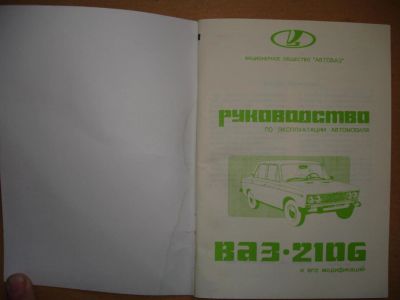 АКЦИОНЕРНОЕ ОБЩЕСТВО "АВТОВАЗ"
РУКОВОДСТВО
ПО ЭКСПЛУАТАЦИИ АВТОМОБИЛЯ
ВАЗ-2106
и его модификаций